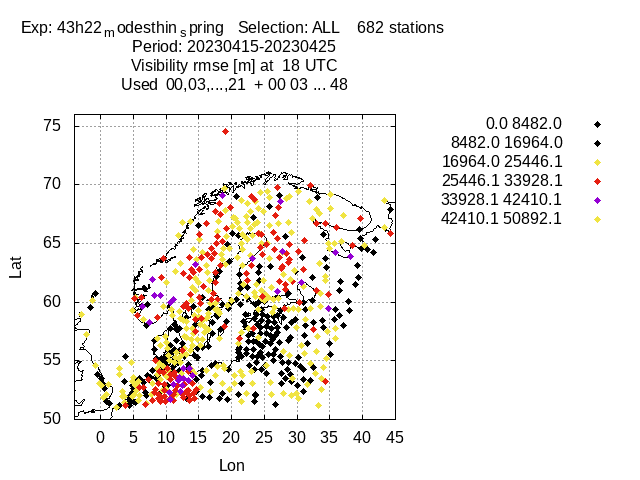 Exp: 43h22modesthinspring   Selection: ALL    682 stations
Period: 20230415-20230425
Visibility rmse [m] at  18 UTC
Used  00,03,...,21  + 00 03 ... 48
0.0 8482.0
8482.0 16964.0
16964.0 25446.1
25446.1 33928.1
33928.1 42410.1
42410.1 50892.1
75
70
65
60
55
50
Lat
0 5 10 15 20 25 30 35 40 45
Lon